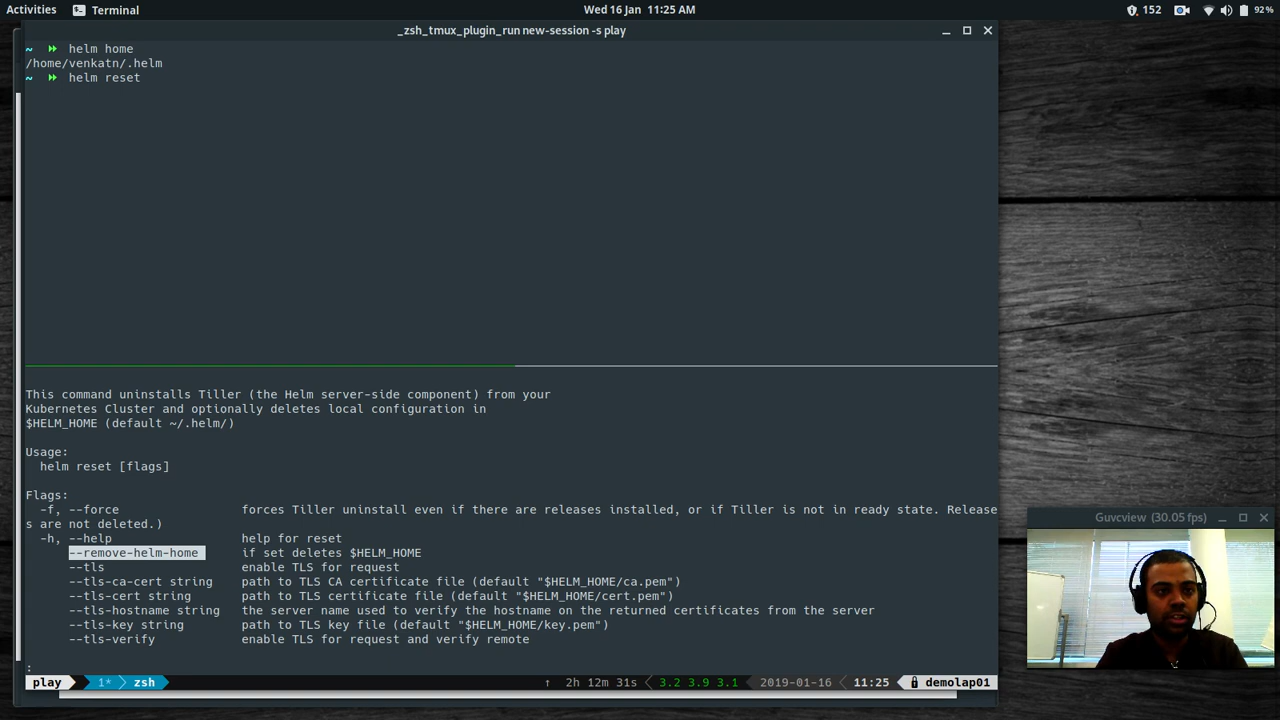 Activities
Terminal
Wed 16 Jan 11:25 AM
152
92%
_zsh_tmux_plugin_run new-session -s play
~ helm home
/home/venkatn/.helm
~ helm reset
This command uninstalls Tiller (the Helm server-side component) from your
Kubernetes Cluster and optionally deletes local configuration in
$HELM_HOME (default ~/.helm/)
Usage:
helm reset [flags]
Flags:
-f, --force forces Tiller uninstall even if there are releases installed, or if Tiller is not in ready state. Release
s are not deleted.)
-h, --help help for reset
--remove-helm-home if set deletes $HELM_HOME
--tls enable TLS for request
--tls-ca-cert string path to TLS CA certificate file (default "$HELM_HOME/ca.pem")
--tls-cert string path to TLS certificate file (default "$HELM_HOME/cert.pem")
--tls-hostname string the server name used to verify the hostname on the returned certificates from the server
--tls-key string path to TLS key file (default "$HELM_HOME/key.pem")
--tls-verify enable TLS for request and verify remote
:
play 1* zsh ↑ 2h 12m 31s 3.2 3.9 3.1 2019-01-16 11:25 demolap01
Guvcview (30.05 fps)